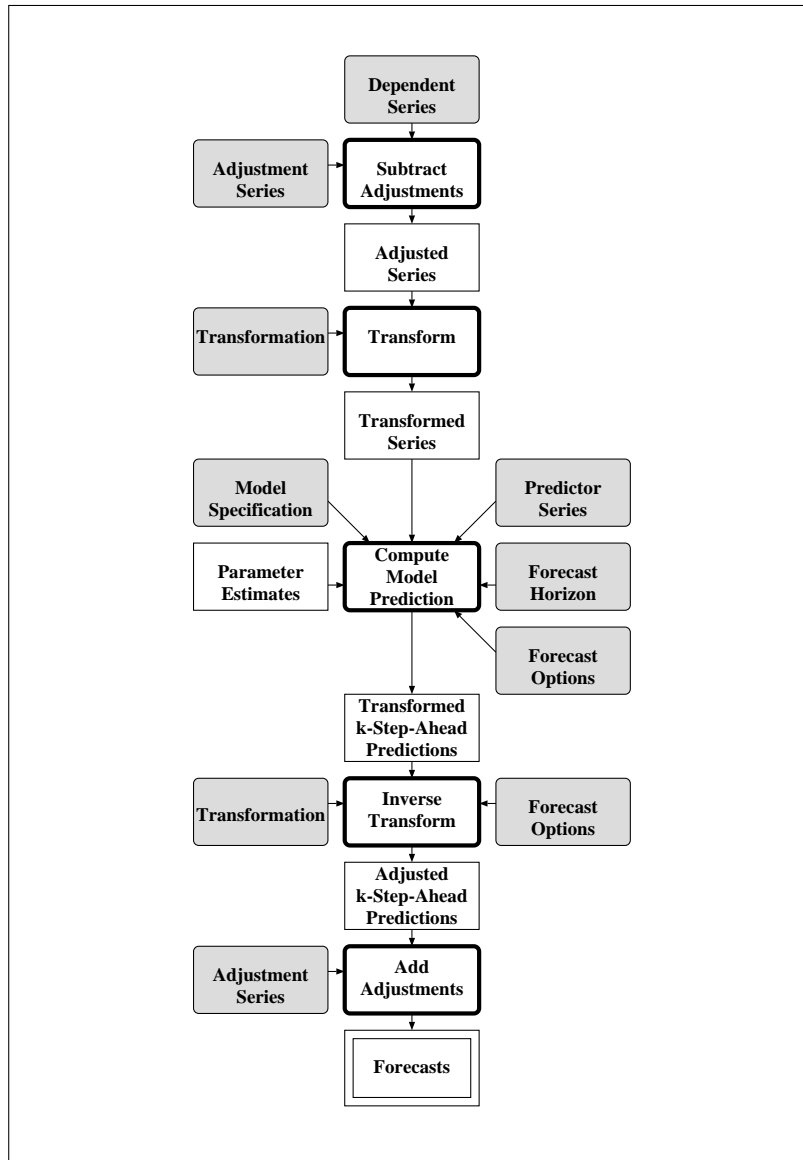 Dependent
Series
Adjustment
Series
Subtract
Adjustments
Adjusted
Series
Transformation
Transform
Transformed
Series
Model
Specification
Predictor
Series
Parameter
Estimates
Compute
Model
Prediction
Forecast
Horizon
Forecast
Options
Transformed
k-Step-Ahead
Predictions
Transformation
Inverse
Transform
Forecast
Options
Adjusted
k-Step-Ahead
Predictions
Adjustment
Series
Add
Adjustments
Forecasts